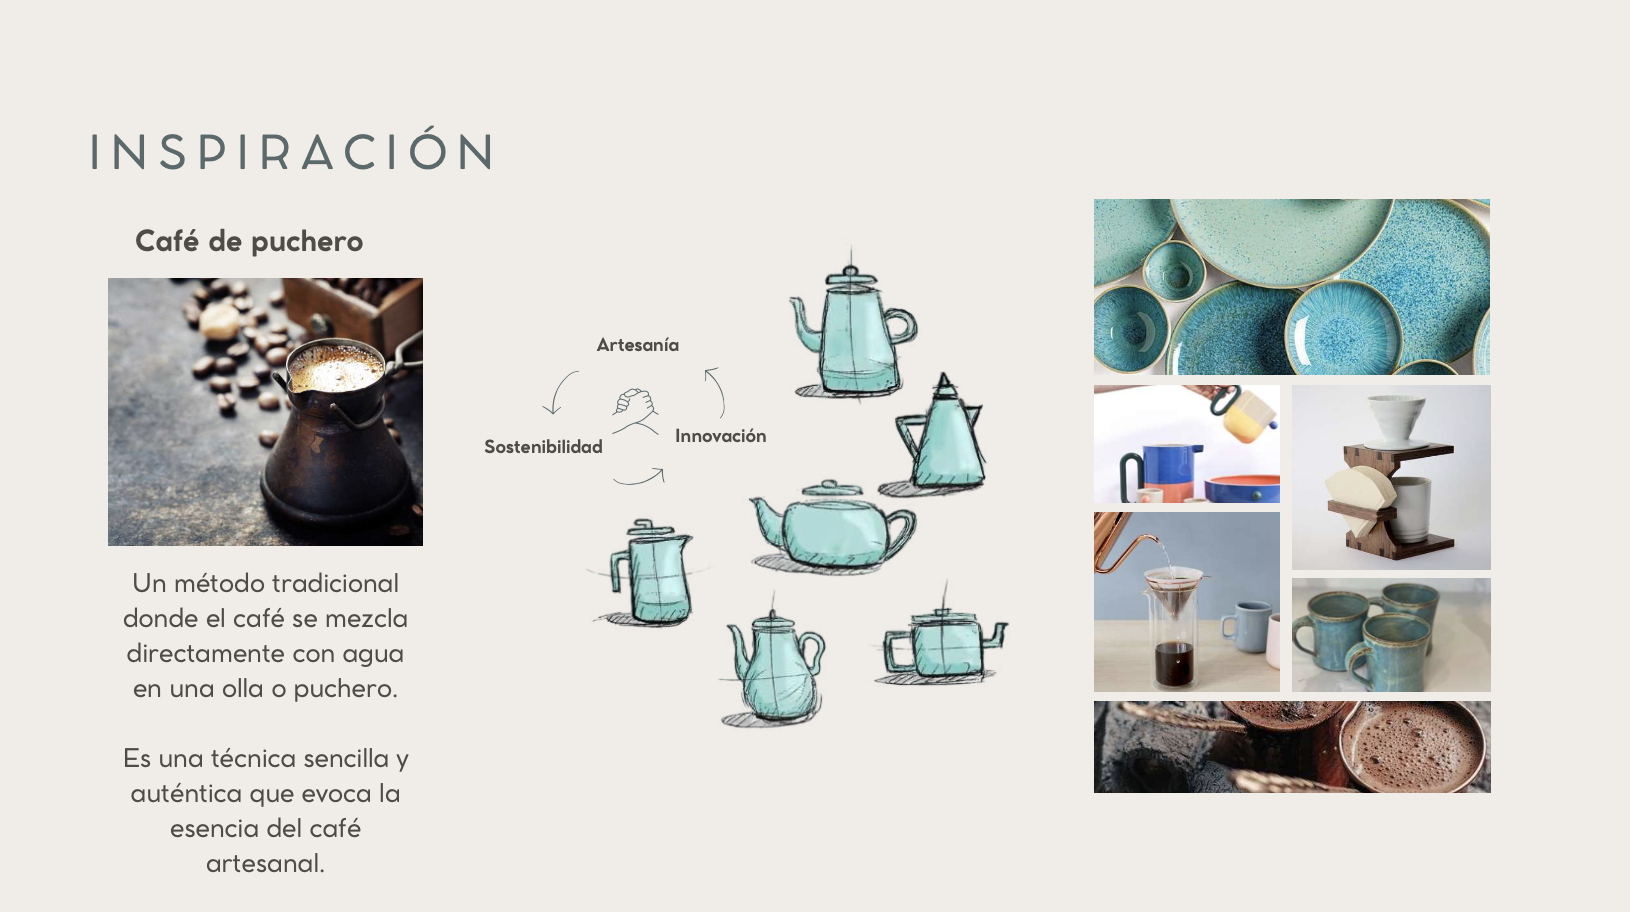 INSPIRACIÓN
Café de puchero
Un método tradicional
donde el café se mezcla
directamente con agua
en una olla o puchero.
Es una técnica sencilla y
auténtica que evoca la
esencia del café
artesanal.
Artesanía
Sostenibilidad
Innovación